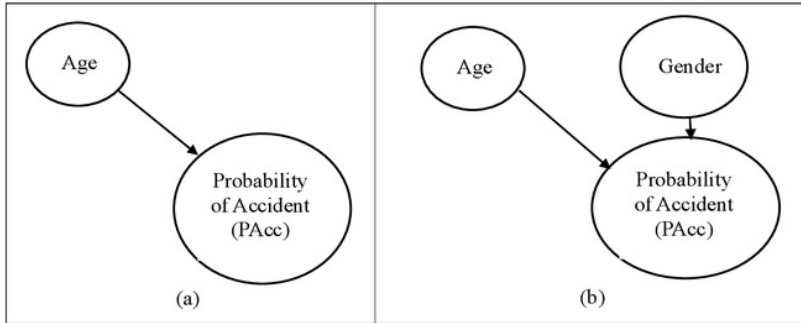 Age
Probability
of Accident
(PAcc)
(a)
Age
Gender
Probability
of Accident
(PAcc)
(b)